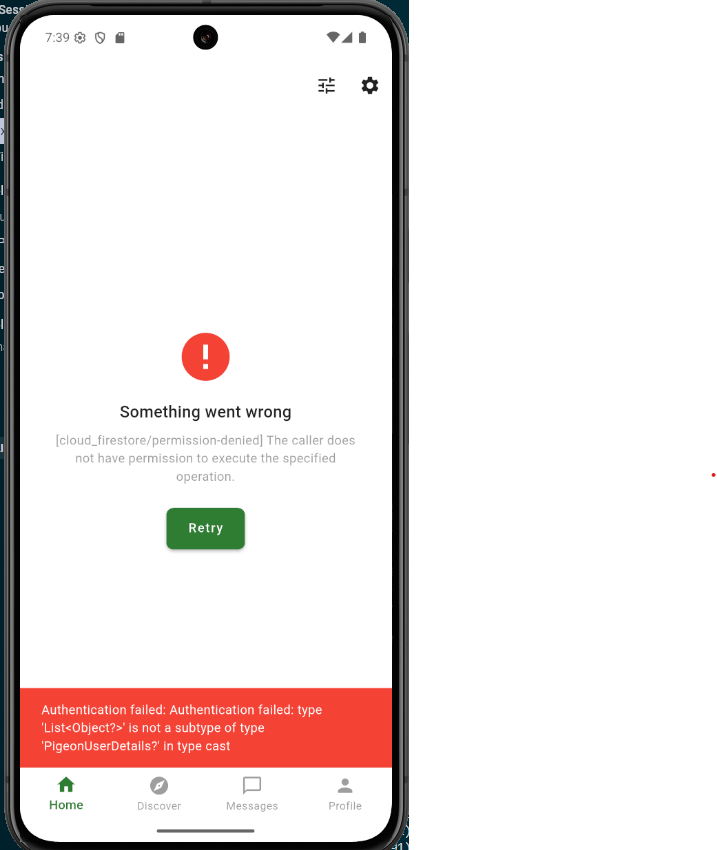 7:39
Something went wrong
[cloud_firestore/permission-denied] The caller does
not have permission to execute the specified
operation.
Retry
Authentication failed: Authentication failed: type
'List<Object?>' is not a subtype of type
'PigeonUserDetails?' in type cast
Home
Discover
Messages
Profile